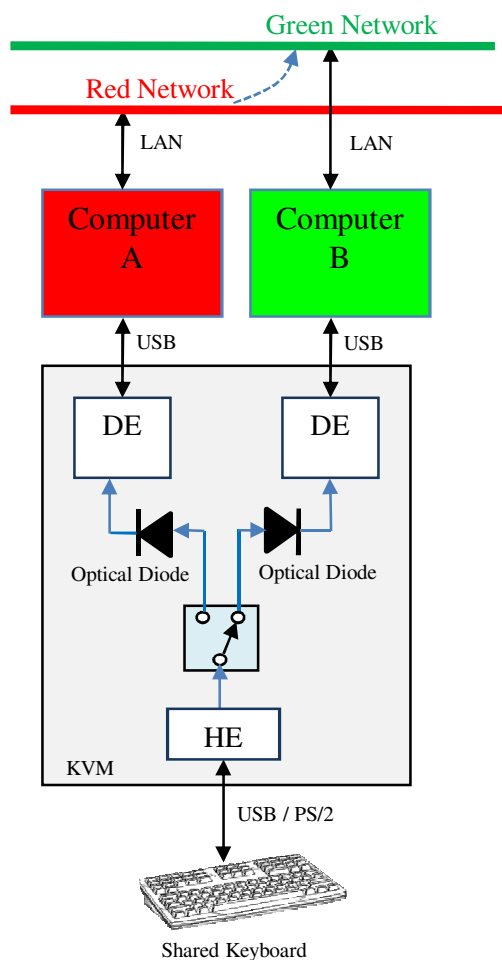 Green Network
Red Network
LAN
LAN
Computer
A
Computer
B
USB
USB
DE
DE
Optical Diode
Optical Diode
HE
KVM
USB / PS/2
Shared Keyboard